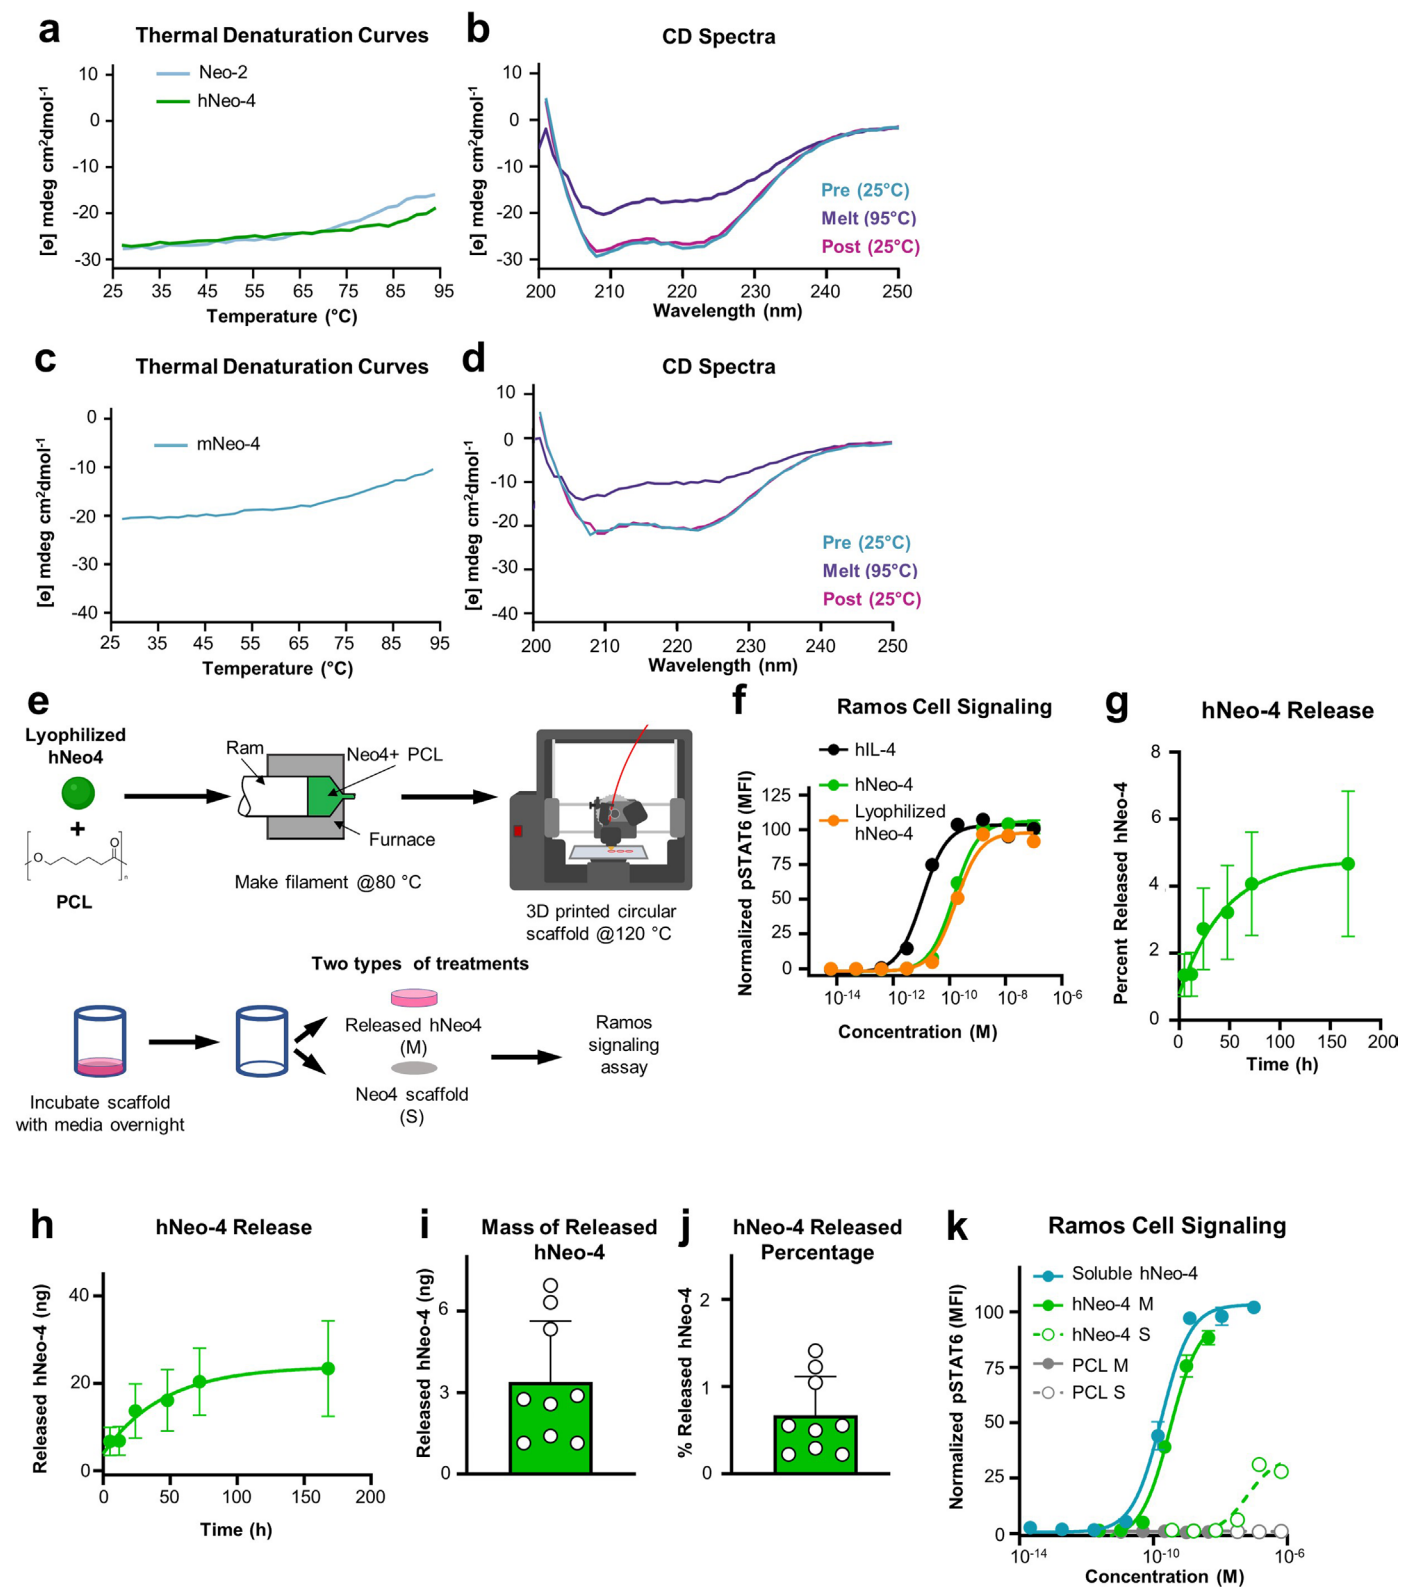 a
Thermal Denaturation Curves
Neo-2
hNeo-4
[ɵ] mdeg cm2dmol-1
10
0
-10
-20
-30
25 35 45 55 65 75 85 95
Temperature (°C)
b
CD Spectra
[ɵ] mdeg cm2dmol-1
10
0
-10
-20
-30
Pre (25°C)
Melt (95°C)
Post (25°C)
200 210 220 230 240 250
Wavelength (nm)
c
Thermal Denaturation Curves
mNeo-4
[ɵ] mdeg cm2dmol-1
0
-10
-20
-30
-40
25 35 45 55 65 75 85 95
Temperature (°C)
d
CD Spectra
[ɵ] mdeg cm2dmol-1
10
0
-10
-20
-30
-40
Pre (25°C)
Melt (95°C)
Post (25°C)
200 210 220 230 240 250
Wavelength (nm)
e
Lyophilized
hNeo4
+
O
O
n
PCL
Ram
Neo4+ PCL
Furnace
Make filament @80 °C
3D printed circular
scaffold @120 °C
Two types of treatments
Incubate scaffold
with media overnight
Released hNeo4
(M)
Neo4 scaffold
(S)
Ramos
signaling
assay
f
Ramos Cell Signaling
hIL-4
hNeo-4
Lyophilized
hNeo-4
Normalized pSTAT6 (MFI)
125
100
75
50
25
0
10-14 10-12 10-10 10-8 10-6
Concentration (M)
g
hNeo-4 Release
Percent Released hNeo-4
8
6
4
2
0
0 50 100 150 200
Time (h)
h
hNeo-4 Release
Released hNeo-4 (ng)
40
20
0
0 50 100 150 200
Time (h)
i
Mass of Released
hNeo-4
Released hNeo-4 (ng)
6
3
0
j
hNeo-4 Released
Percentage
% Released hNeo-4
2
1
0
k
Ramos Cell Signaling
Soluble hNeo-4
hNeo-4 M
hNeo-4 S
PCL M
PCL S
Normalized pSTAT6 (MFI)
100
75
50
25
0
10-14 10-10 10-6
Concentration (M)